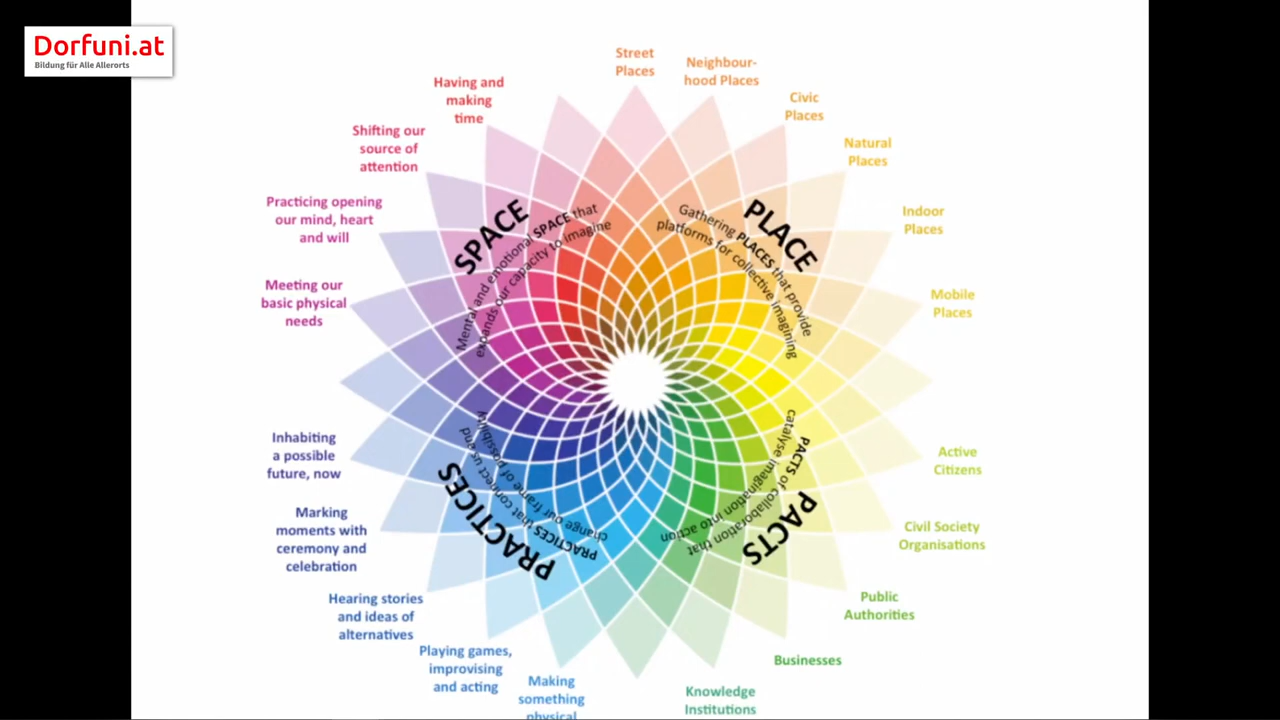 Dorfuni.at
Bildung für Alle Allerorts
Street
Places
Neighbour-
hood Places
Civic
Places
Natural
Places
Indoor
Places
Mobile
Places
Having and
making
time
Shifting our
source of
attention
Practicing opening
our mind, heart
and will
Meeting our
basic physical
needs
SPACE
Mental and emotional SPACE that
expands our capacity to imagine
PLACE
Gathering PLACES that provide
platforms for collective imagining
PACTS
PACTS of collaboration that
catalyse imagination into action
PRACTICES
PRACTICES that connect us and
change our frame of possibility
Active
Citizens
Civil Society
Organisations
Public
Authorities
Businesses
Knowledge
Institutions
Inhabiting
a possible
future, now
Marking
moments with
ceremony and
celebration
Hearing stories
and ideas of
alternatives
Playing games,
improvising
and acting
Making
something
physical